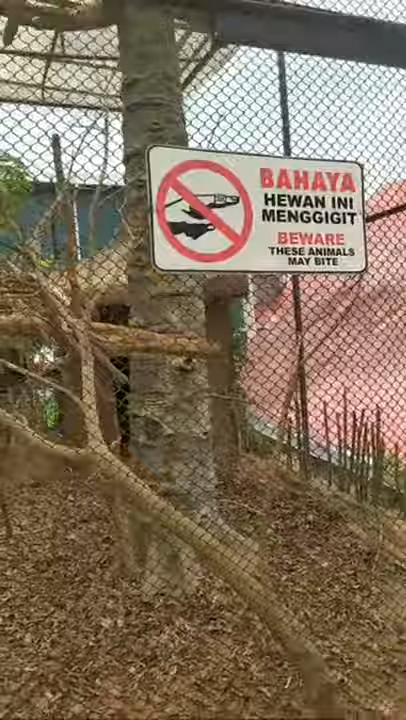 BAHAYA
HEWAN INI
MENGGIGIT
BEWARE
THESE ANIMALS
MAY BITE